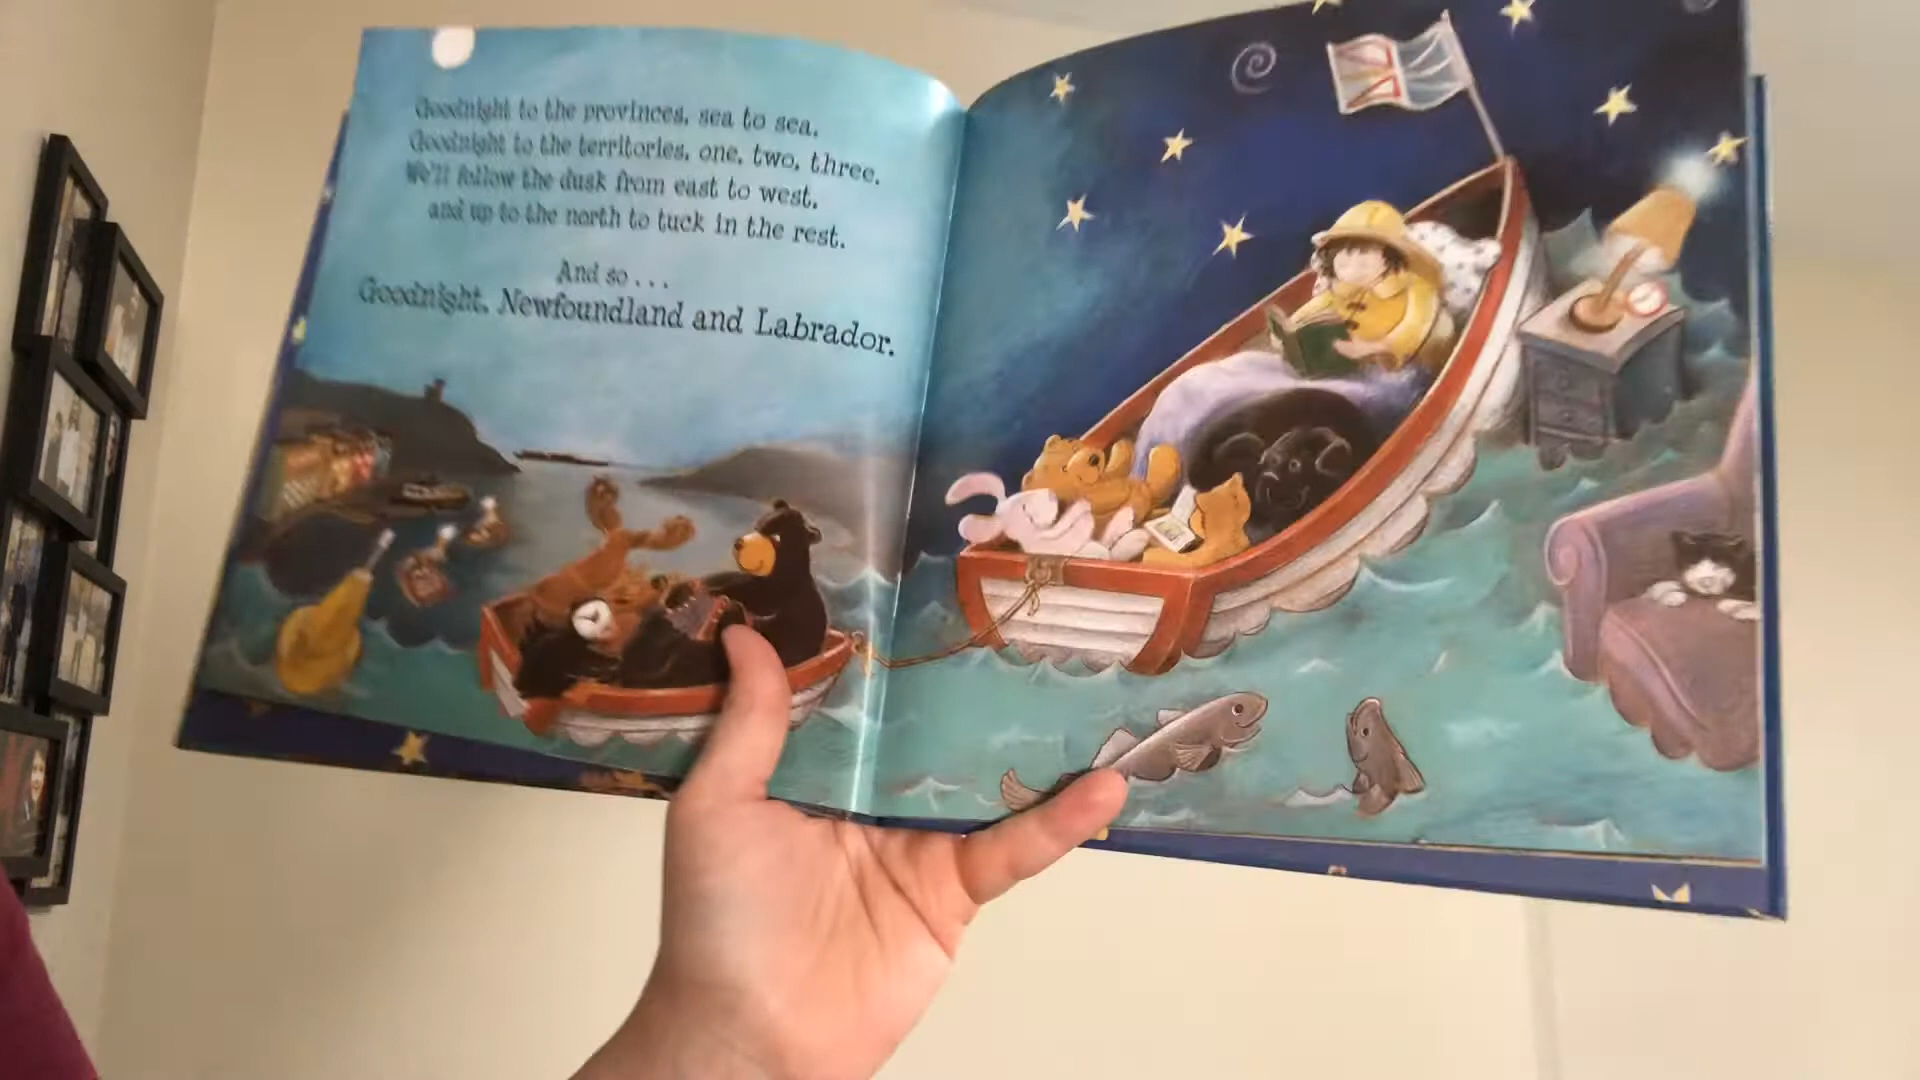 Goodnight to the provinces, sea to sea.
Goodnight to the territories, one, two, three.
We'll follow the dusk from east to west,
and up to the north to tuck in the rest.
And so . . .
Goodnight, Newfoundland and Labrador.